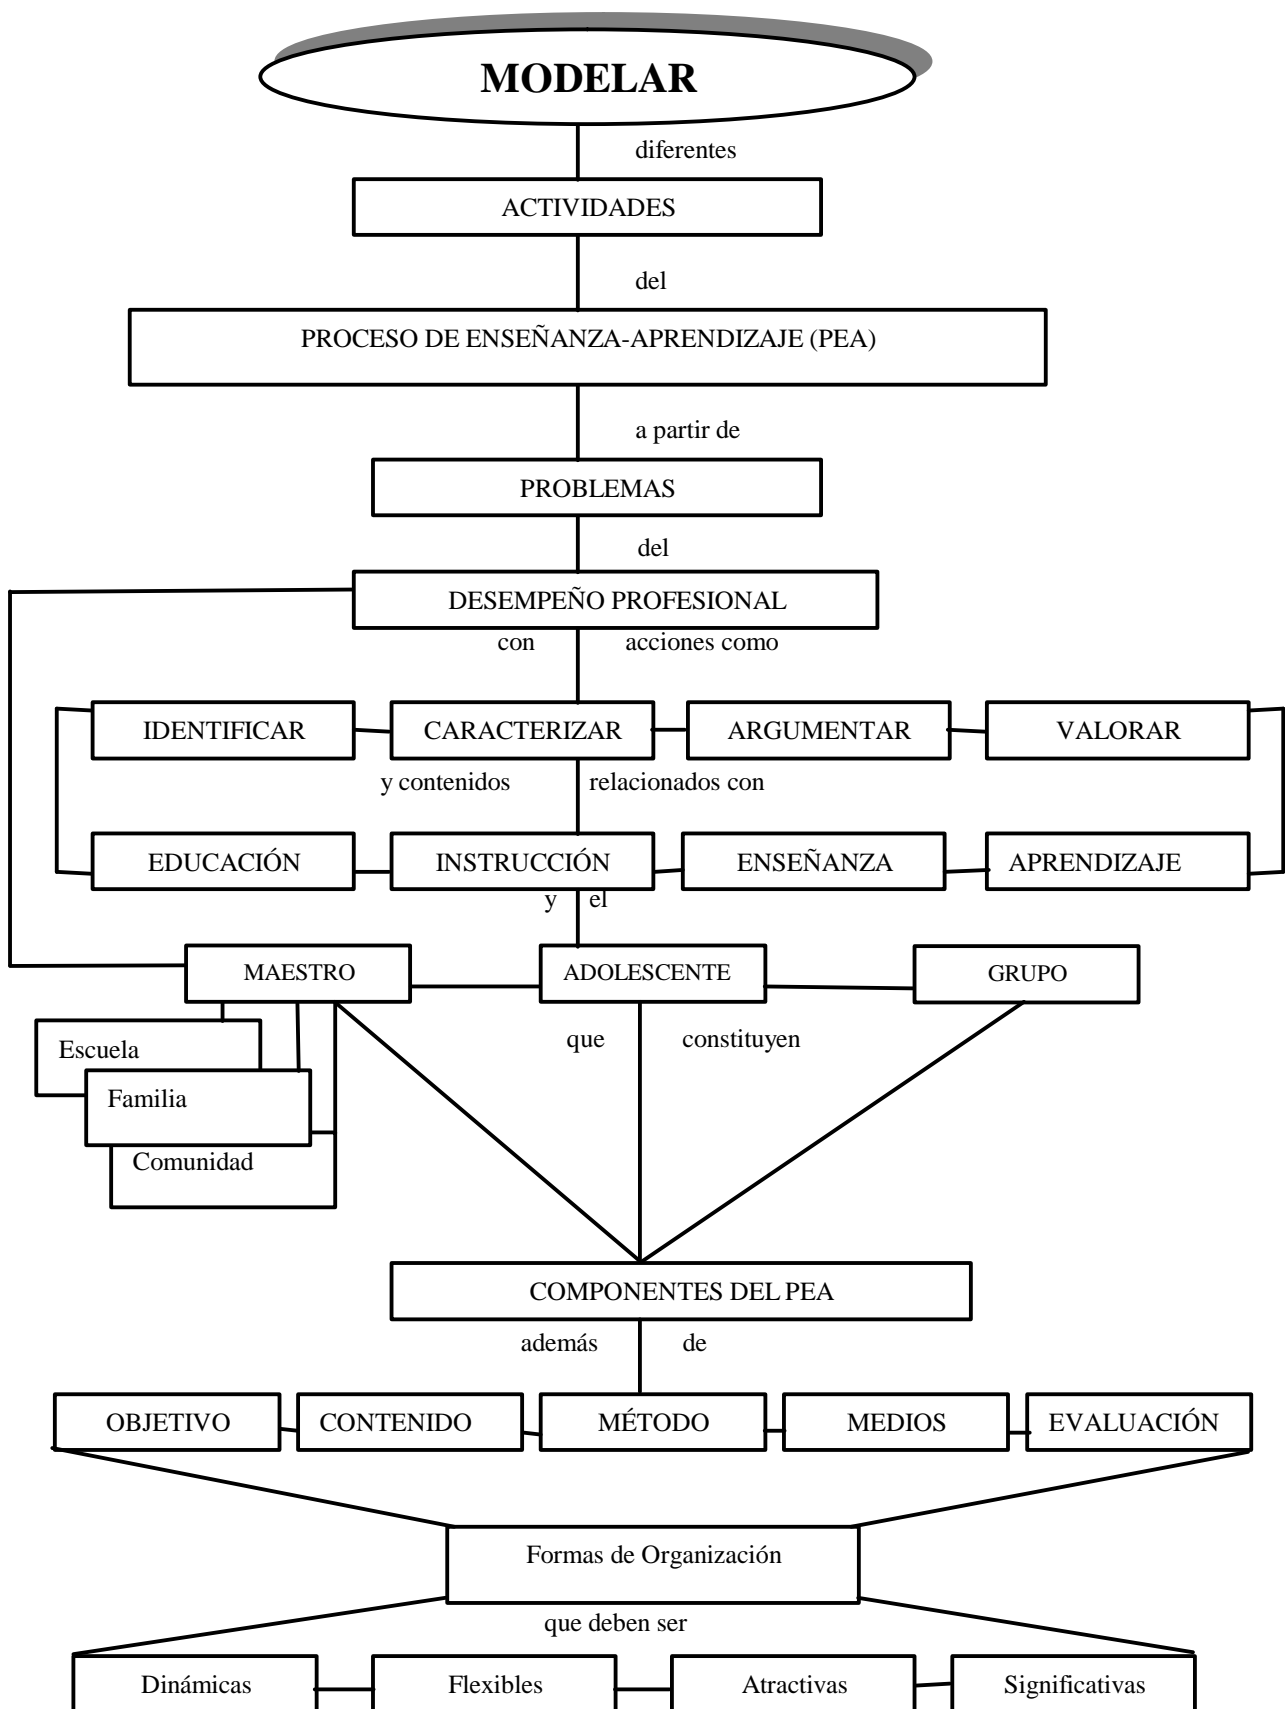 MODELAR
diferentes
ACTIVIDADES
del
PROCESO DE ENSEÑANZA-APRENDIZAJE (PEA)
a partir de
PROBLEMAS
del
DESEMPEÑO PROFESIONAL
con acciones como
IDENTIFICAR CARACTERIZAR ARGUMENTAR VALORAR
y contenidos relacionados con
EDUCACIÓN INSTRUCCIÓN ENSEÑANZA APRENDIZAJE
y el
MAESTRO ADOLESCENTE GRUPO
que constituyen
Escuela
Familia
Comunidad
COMPONENTES DEL PEA
además de
OBJETIVO CONTENIDO MÉTODO MEDIOS EVALUACIÓN
Formas de Organización
que deben ser
Dinámicas Flexibles Atractivas Significativas